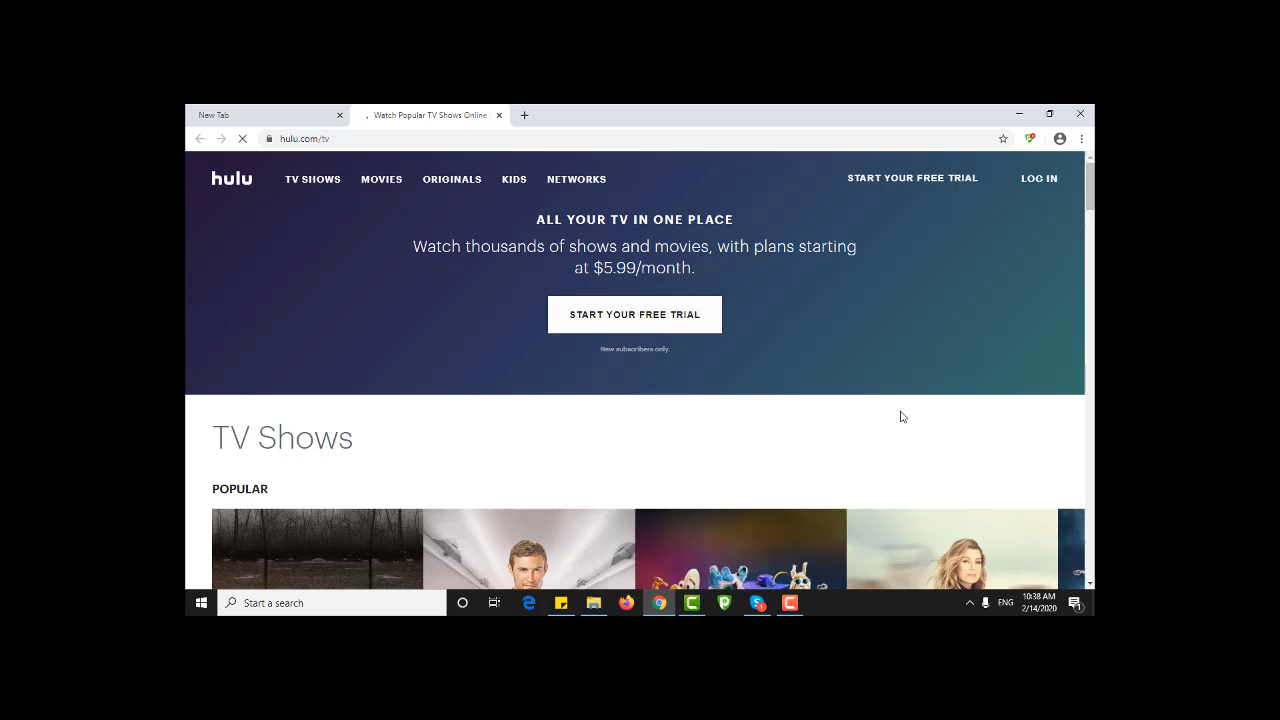 New Tab
Watch Popular TV Shows Online
hulu.com/tv
hulu TV SHOWS MOVIES ORIGINALS KIDS NETWORKS START YOUR FREE TRIAL LOG IN
ALL YOUR TV IN ONE PLACE
Watch thousands of shows and movies, with plans starting
at $5.99/month.
START YOUR FREE TRIAL
New subscribers only.
TV Shows
POPULAR
Start a search
ENG
10:38 AM
2/14/2020